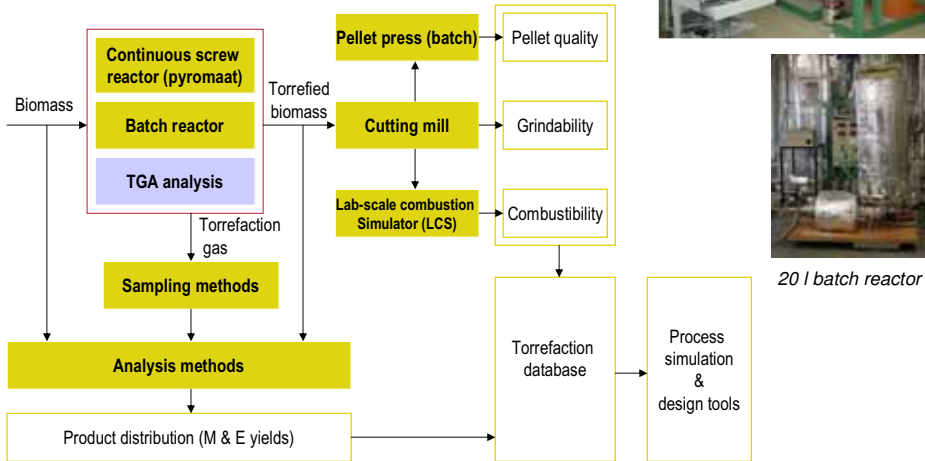 Biomass
Continuous screw
reactor (pyromaat)
Batch reactor
TGA analysis
Torrefied
biomass
Torrefaction
gas
Pellet press (batch)
Cutting mill
Lab-scale combustion
Simulator (LCS)
Pellet quality
Grindability
Combustibility
Sampling methods
Analysis methods
Product distribution (M & E yields)
Torrefaction
database
Process
simulation
&
design tools
20 l batch reactor